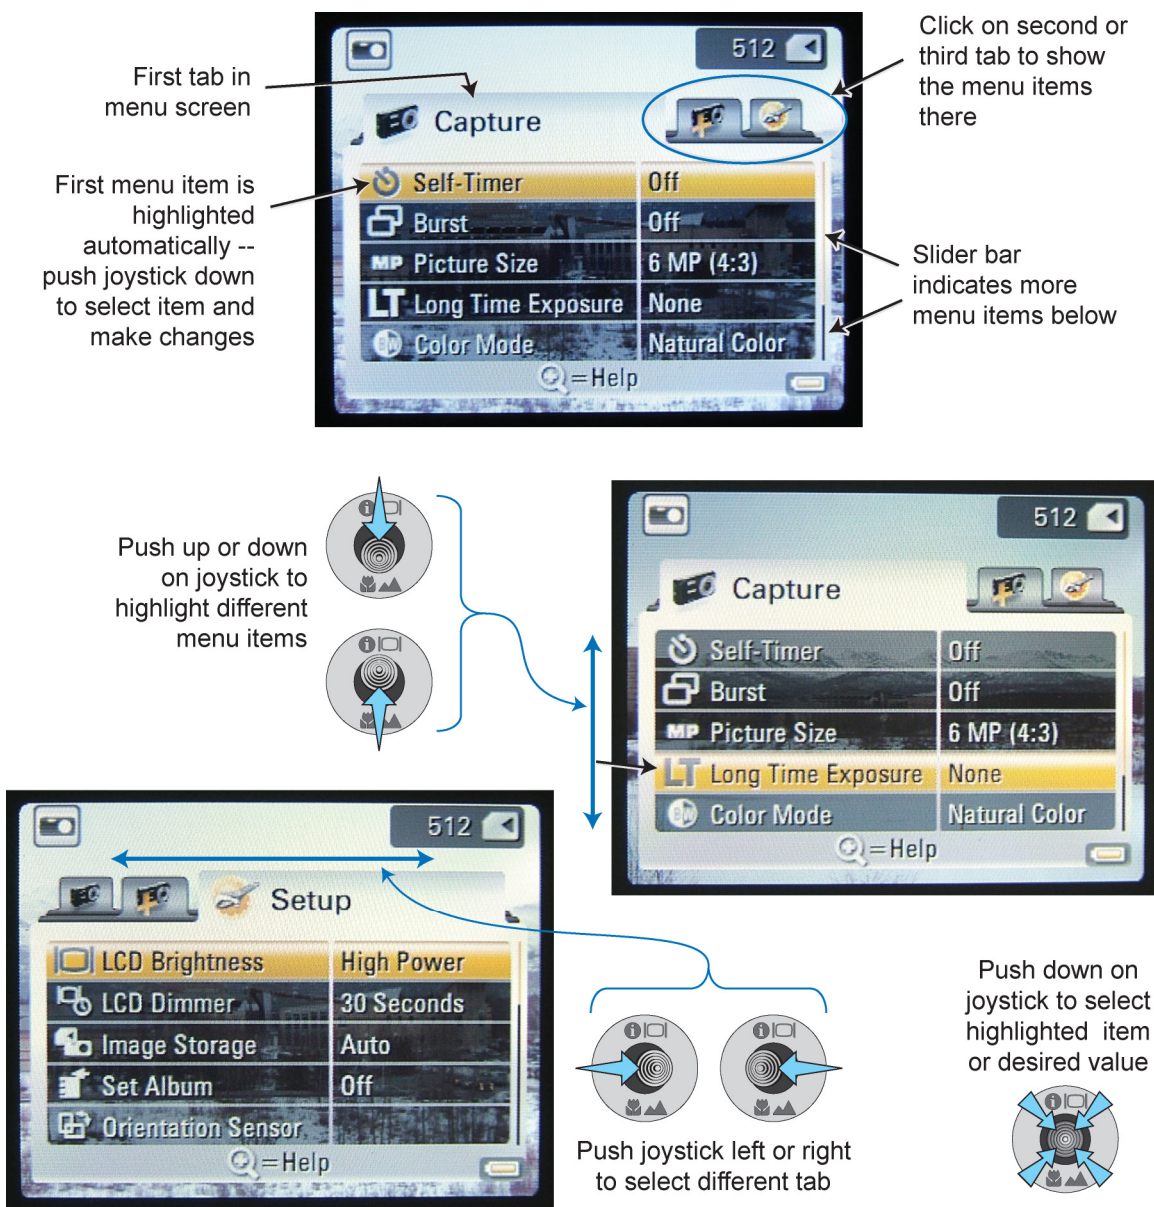 First tab in
menu screen
512
Click on second or
third tab to show
the menu items
there
Capture
First menu item is
highlighted
automatically --
push joystick down
to select item and
make changes
Self-Timer Off
Burst Off
MP Picture Size 6 MP (4:3)
LT Long Time Exposure None
BW Color Mode Natural Color
=Help
Slider bar
indicates more
menu items below
Push up or down
on joystick to
highlight different
menu items
i
i
512
Capture
Self-Timer Off
Burst Off
MP Picture Size 6 MP (4:3)
LT Long Time Exposure None
BW Color Mode Natural Color
=Help
512
Setup
LCD Brightness High Power
LCD Dimmer 30 Seconds
Image Storage Auto
Set Album Off
Orientation Sensor
=Help
i
i
Push joystick left or right
to select different tab
Push down on
joystick to select
highlighted item
or desired value
i